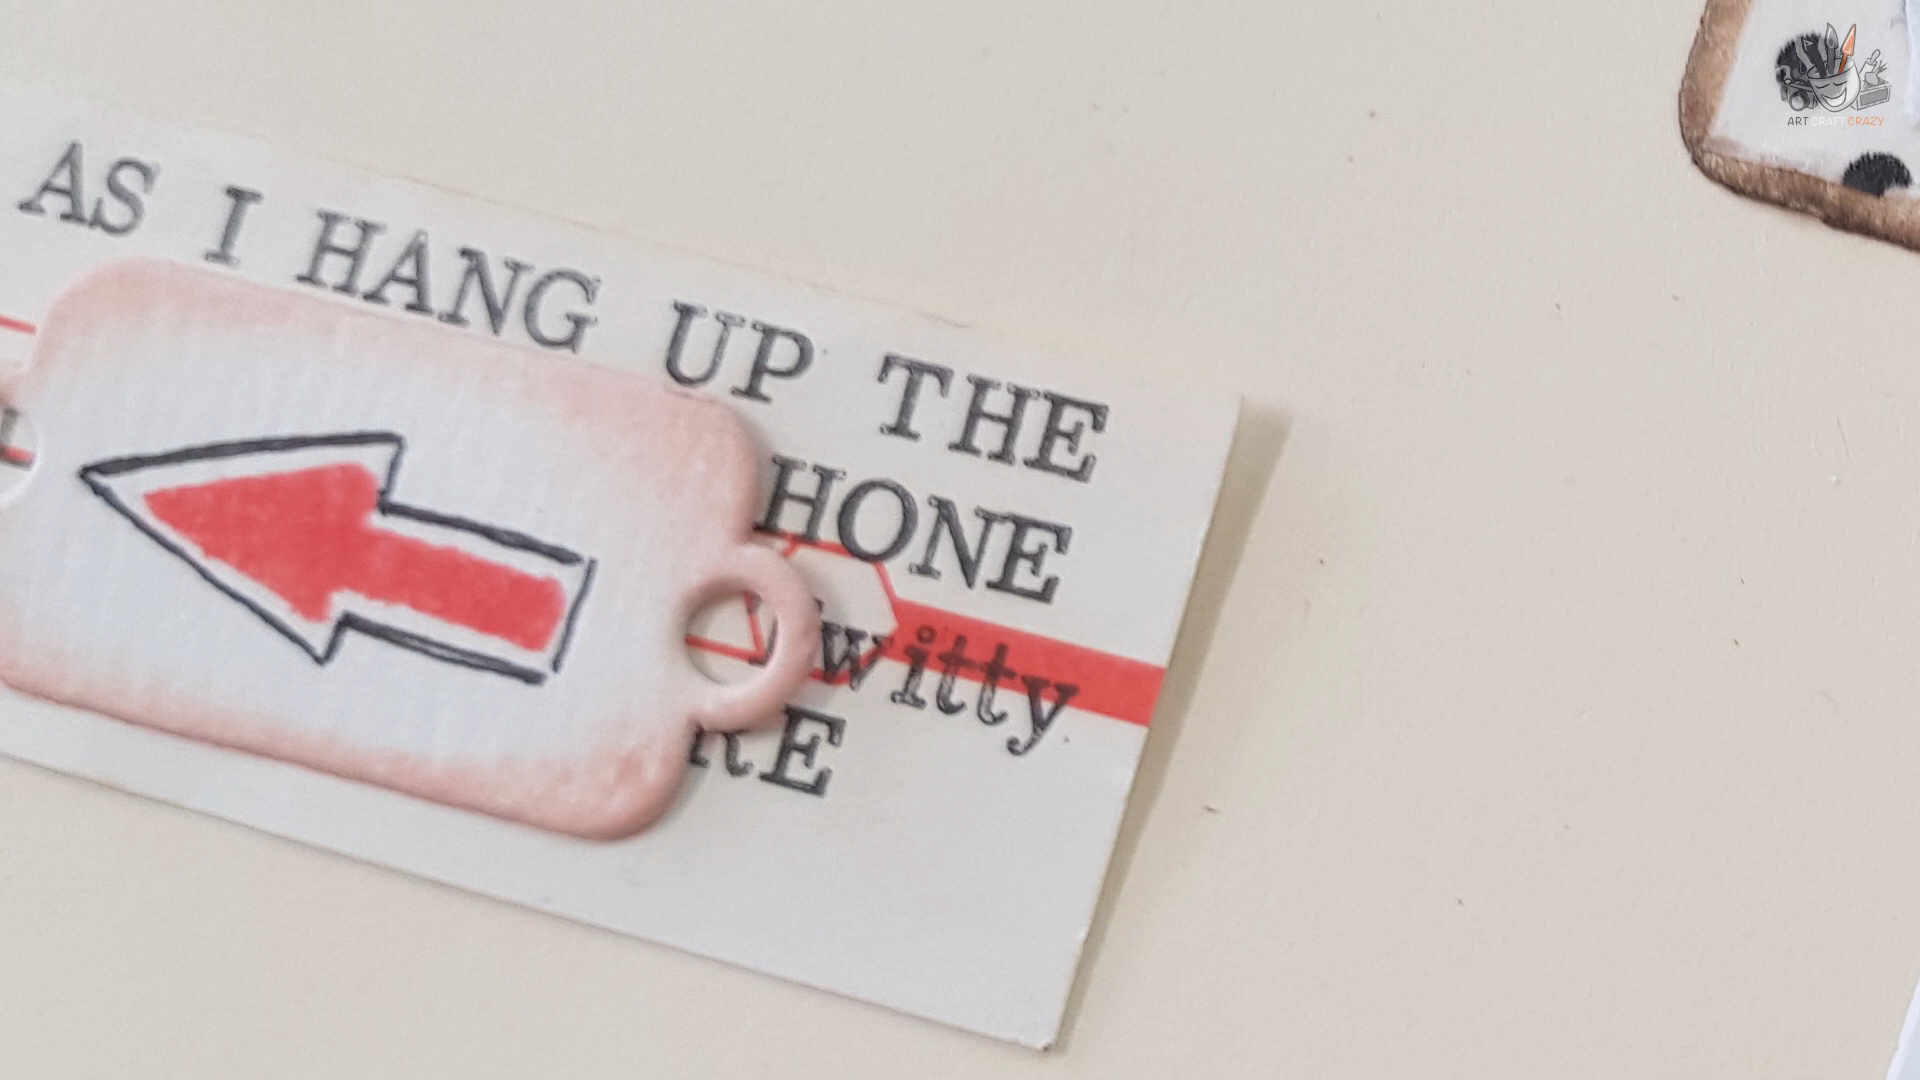 AS I HANG UP THE
HONE
witty
RE
ART CRAFT CRAZY